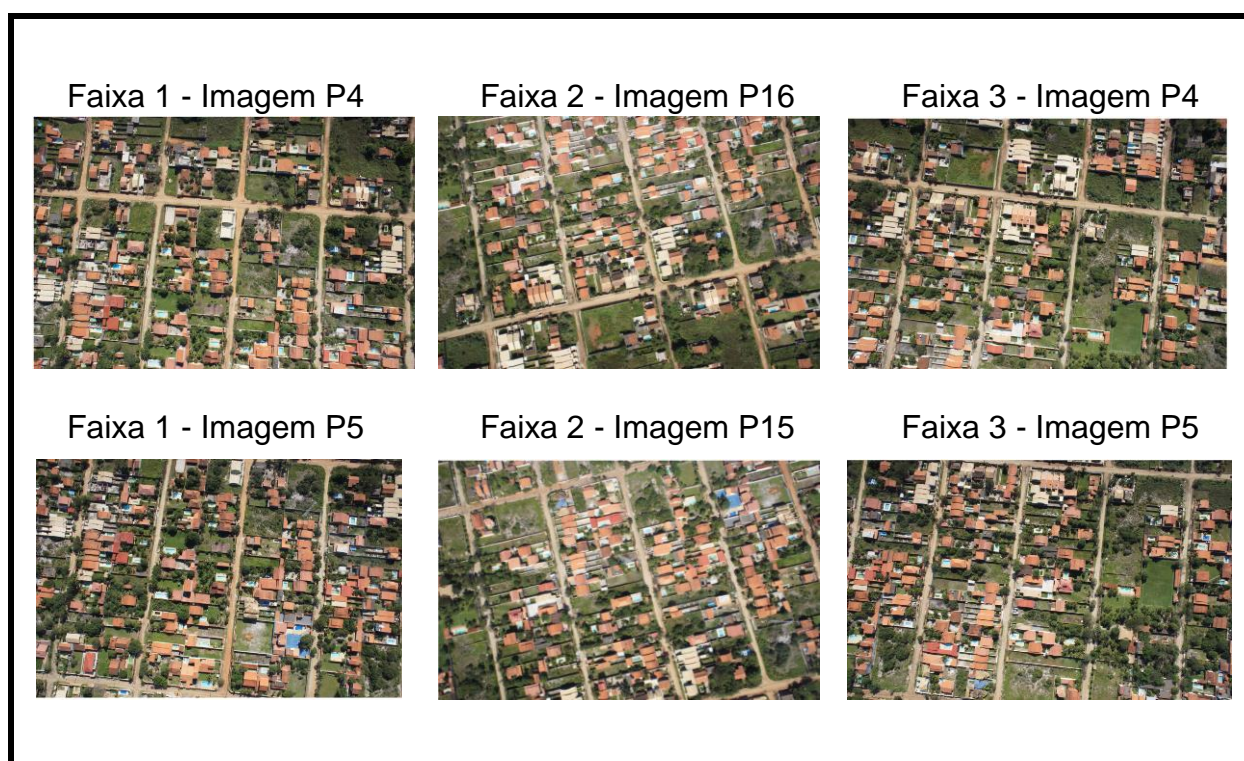 Faixa 1 - Imagem P4
Faixa 2 - Imagem P16
Faixa 3 - Imagem P4
Faixa 1 - Imagem P5
Faixa 2 - Imagem P15
Faixa 3 - Imagem P5